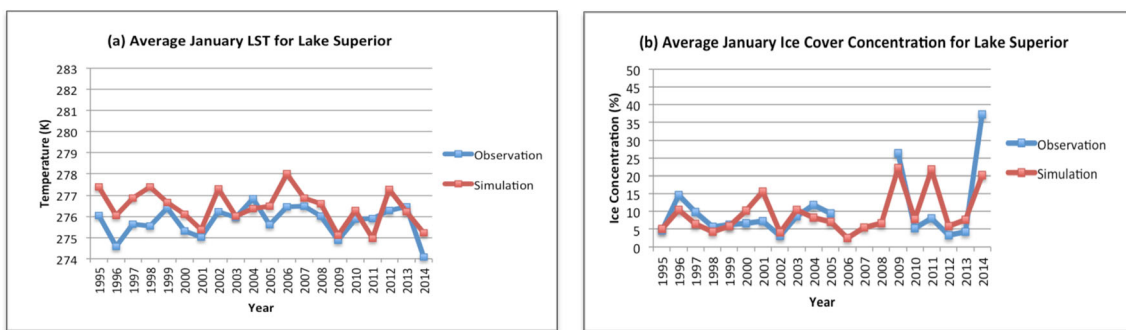 (a) Average January LST for Lake Superior
283
282
281
280
279
278
277
276
275
274
Temperature (K)
1995 1996 1997 1998 1999 2000 2001 2002 2003 2004 2005 2006 2007 2008 2009 2010 2011 2012 2013 2014
Year
Observation
Simulation
(b) Average January Ice Cover Concentration for Lake Superior
50
45
40
35
30
25
20
15
10
5
0
Ice Concentration (%)
1995 1996 1997 1998 1999 2000 2001 2002 2003 2004 2005 2006 2007 2008 2009 2010 2011 2012 2013 2014
Year
Observation
Simulation